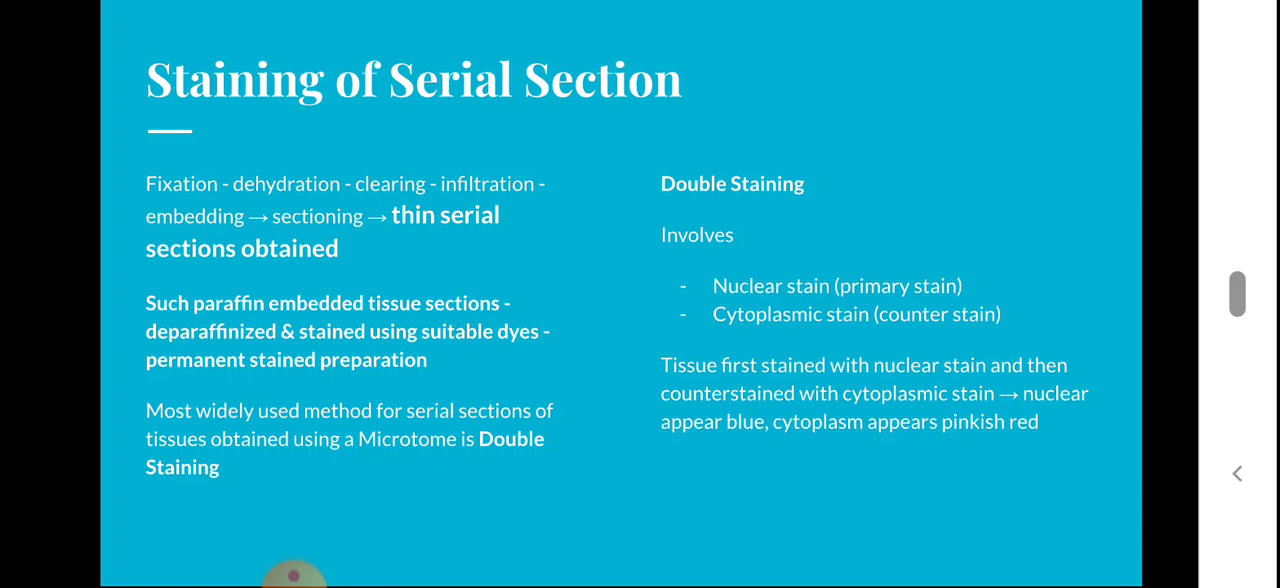 Staining of Serial Section
Fixation - dehydration - clearing - infiltration -
embedding → sectioning → thin serial
sections obtained
Such paraffin embedded tissue sections -
deparaffinized & stained using suitable dyes -
permanent stained preparation
Most widely used method for serial sections of
tissues obtained using a Microtome is Double
Staining
Double Staining
Involves
- Nuclear stain (primary stain)
- Cytoplasmic stain (counter stain)
Tissue first stained with nuclear stain and then
counterstained with cytoplasmic stain → nuclear
appear blue, cytoplasm appears pinkish red